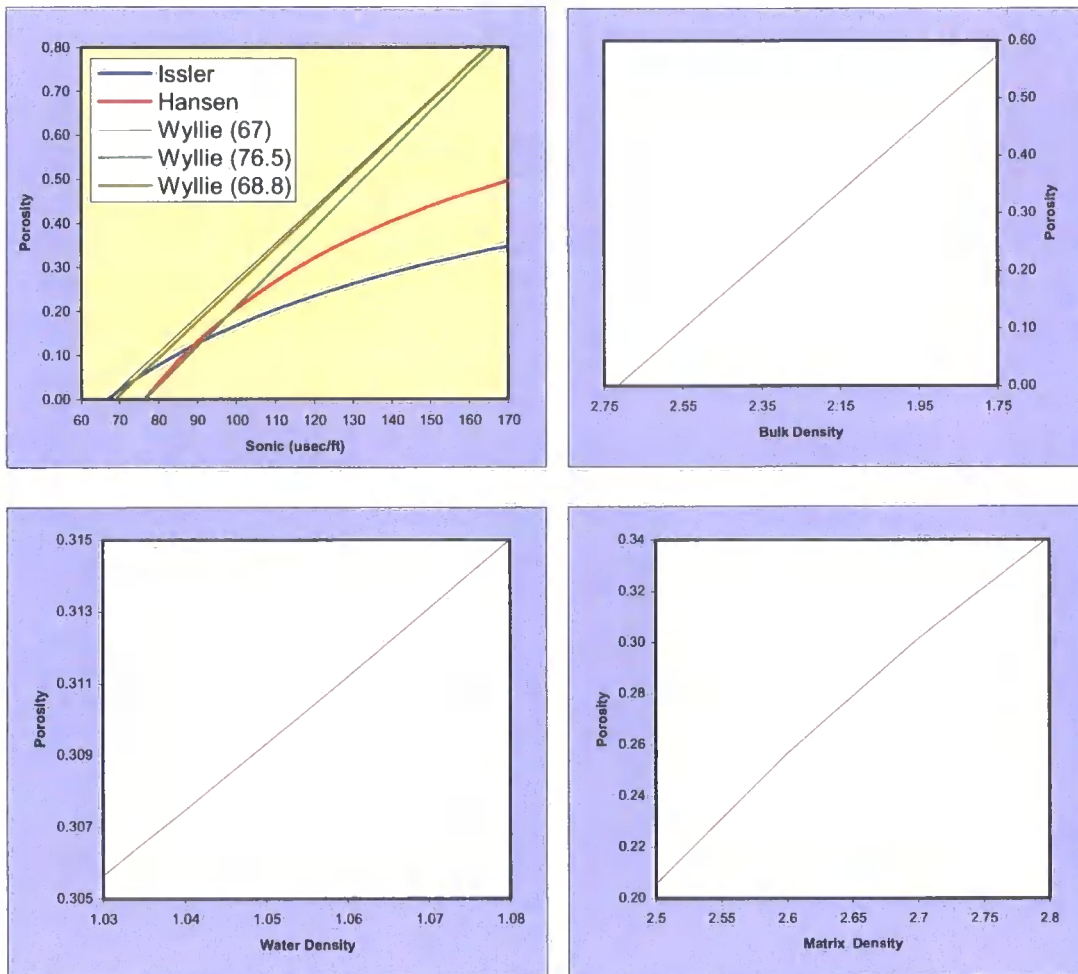 0.80
0.70
0.60
0.50
0.40
0.30
0.20
0.10
0.00
Porosity
Issler
Hansen
Wyllie (67)
Wyllie (76.5)
Wyllie (68.8)
60 70 80 90 100 110 120 130 140 150 160 170
Sonic (usec/ft)
0.60
0.50
0.40
0.30
0.20
0.10
0.00
Porosity
2.75 2.55 2.35 2.15 1.95 1.75
Bulk Density
0.315
0.313
0.311
0.309
0.307
0.305
Porosity
1.03 1.04 1.05 1.06 1.07 1.08
Water Density
0.34
0.32
0.30
0.28
0.26
0.24
0.22
0.20
Porosity
2.5 2.55 2.6 2.65 2.7 2.75 2.8
Matrix Density